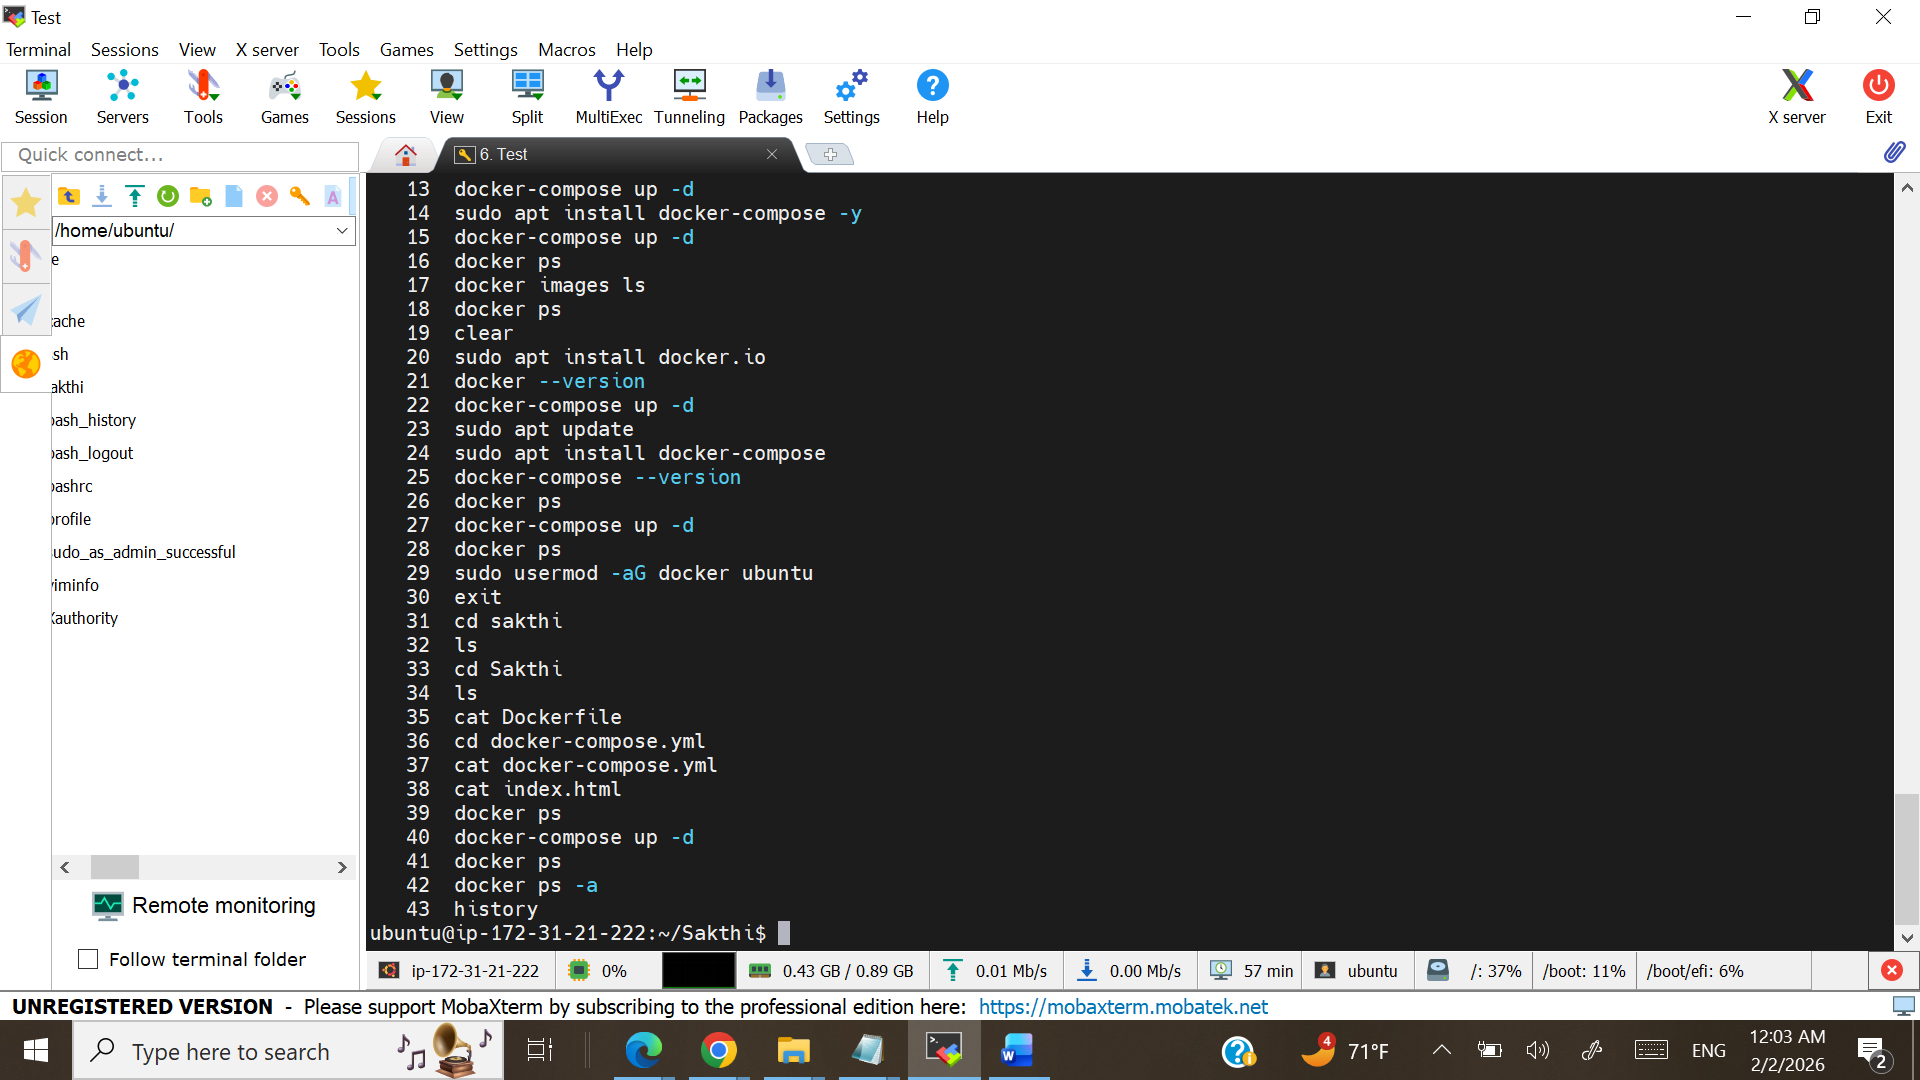 Test
Terminal Sessions View X server Tools Games Settings Macros Help
Session Servers Tools Games Sessions View Split MultiExec Tunneling Packages Settings Help X server Exit
Quick connect...
6. Test
/home/ubuntu/
e
cache
sh
akthi
bash_history
bash_logout
bashrc
profile
sudo_as_admin_successful
viminfo
Xauthority
Remote monitoring
Follow terminal folder
13 docker-compose up -d
14 sudo apt install docker-compose -y
15 docker-compose up -d
16 docker ps
17 docker images ls
18 docker ps
19 clear
20 sudo apt install docker.io
21 docker --version
22 docker-compose up -d
23 sudo apt update
24 sudo apt install docker-compose
25 docker-compose --version
26 docker ps
27 docker-compose up -d
28 docker ps
29 sudo usermod -aG docker ubuntu
30 exit
31 cd sakthi
32 ls
33 cd Sakthi
34 ls
35 cat Dockerfile
36 cd docker-compose.yml
37 cat docker-compose.yml
38 cat index.html
39 docker ps
40 docker-compose up -d
41 docker ps
42 docker ps -a
43 history
ubuntu@ip-172-31-21-222:~/Sakthi$
ip-172-31-21-222 0% 0.43 GB / 0.89 GB 0.01 Mb/s 0.00 Mb/s 57 min ubuntu /: 37% /boot: 11% /boot/efi: 6%
UNREGISTERED VERSION - Please support MobaXterm by subscribing to the professional edition here: https://mobaxterm.mobatek.net
Type here to search
4
71°F
ENG
12:03 AM
2/2/2026
2